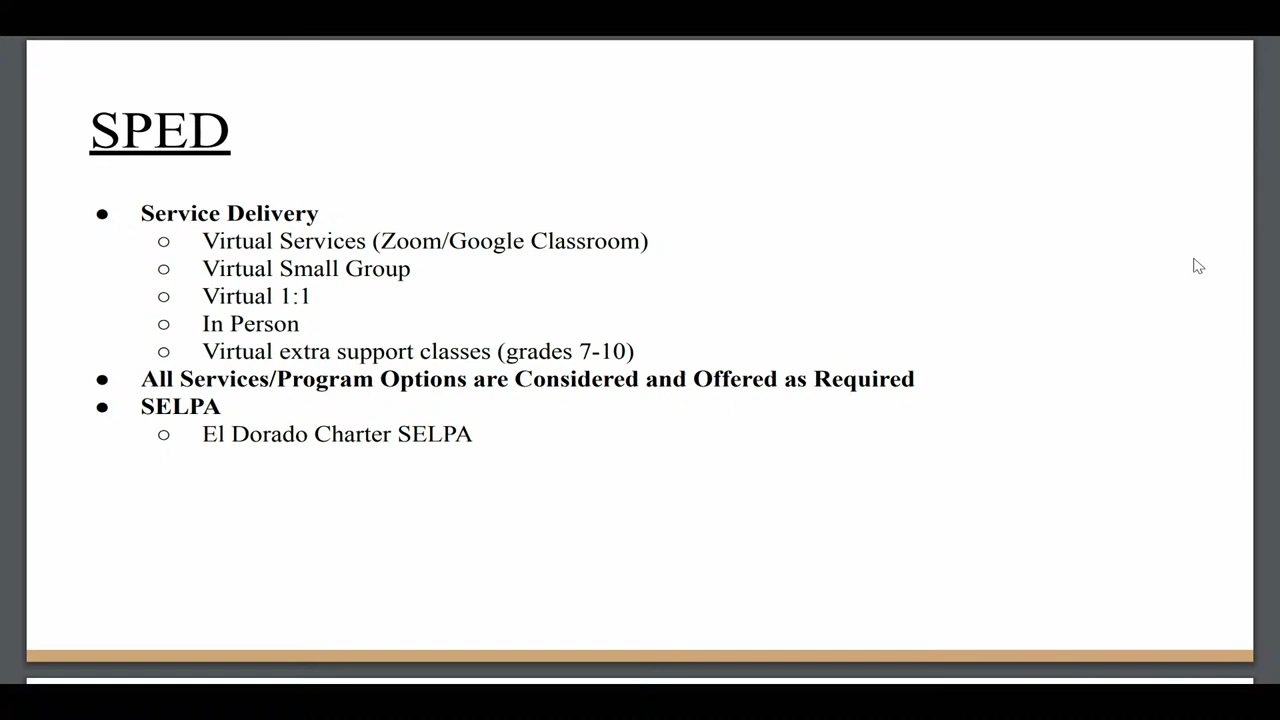 SPED
● Service Delivery
○ Virtual Services (Zoom/Google Classroom)
○ Virtual Small Group
○ Virtual 1:1
○ In Person
○ Virtual extra support classes (grades 7-10)
● All Services/Program Options are Considered and Offered as Required
● SELPA
○ El Dorado Charter SELPA